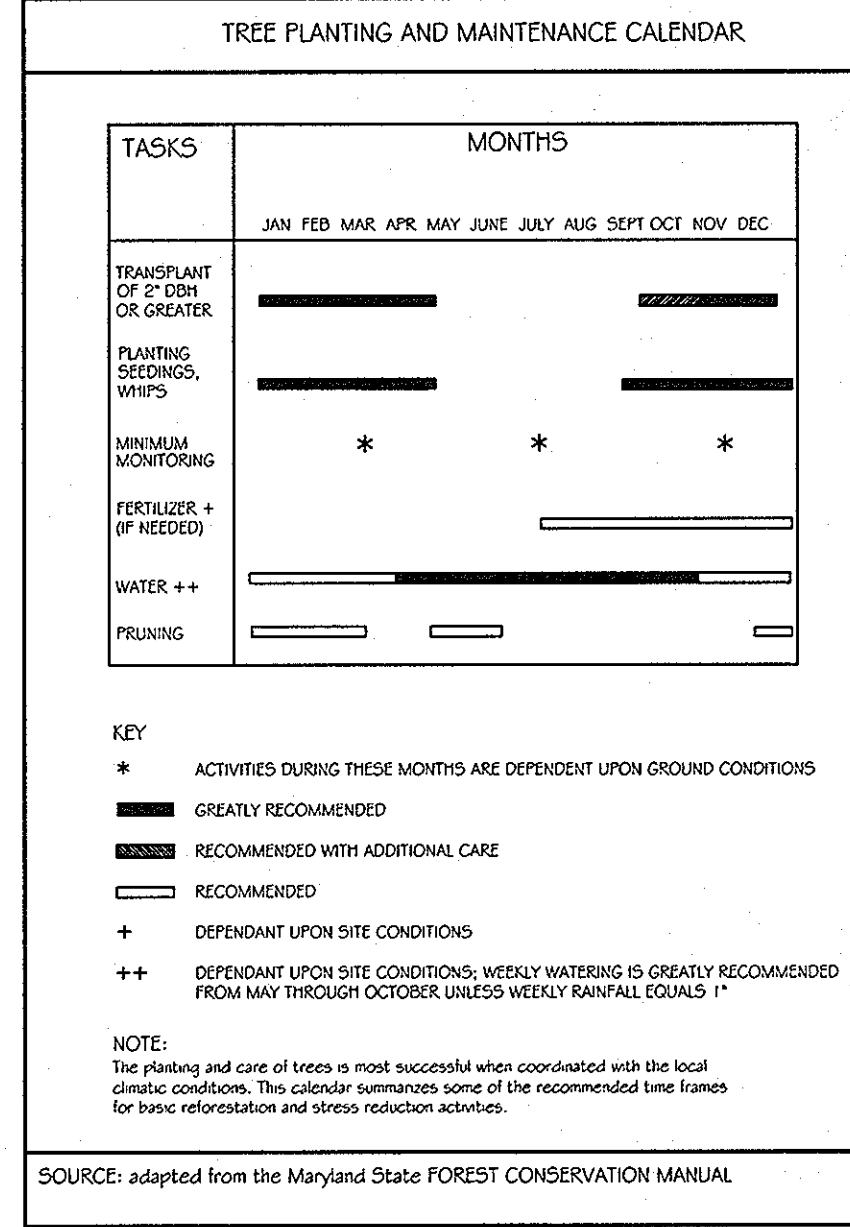 TREE PLANTING AND MAINTENANCE CALENDAR
TASKS
MONTHS
JAN FEB MAR APR MAY JUNE JULY AUG SEPT OCT NOV DEC
TRANSPLANT
OF 2" DBH
OR GREATER
PLANTING
SEEDINGS,
WHIPS
MINIMUM
MONITORING
* * *
FERTILIZER +
(IF NEEDED)
WATER ++
PRUNING
KEY
* ACTIVITIES DURING THESE MONTHS ARE DEPENDENT UPON GROUND CONDITIONS
GREATLY RECOMMENDED
RECOMMENDED WITH ADDITIONAL CARE
RECOMMENDED
+ DEPENDANT UPON SITE CONDITIONS
++ DEPENDANT UPON SITE CONDITIONS; WEEKLY WATERING IS GREATLY RECOMMENDED
FROM MAY THROUGH OCTOBER UNLESS WEEKLY RAINFALL EQUALS 1"
NOTE:
The planting and care of trees is most successful when coordinated with the local
climatic conditions. This calendar summarizes some of the recommended time frames
for basic reforestation and stress reduction activities.
SOURCE: adapted from the Maryland State FOREST CONSERVATION MANUAL